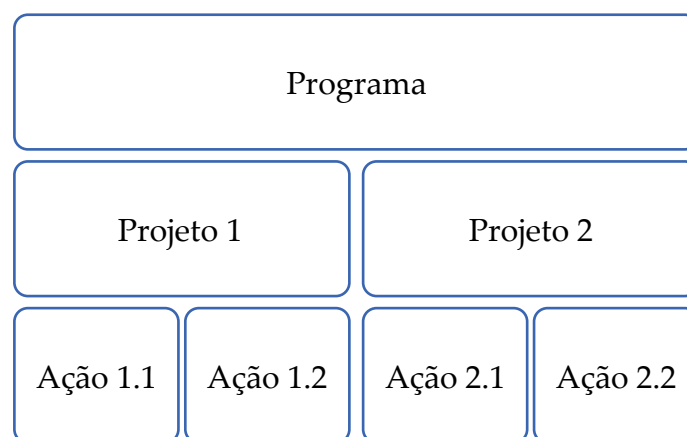 Programa
Projeto 1
Projeto 2
Ação 1.1
Ação 1.2
Ação 2.1
Ação 2.2